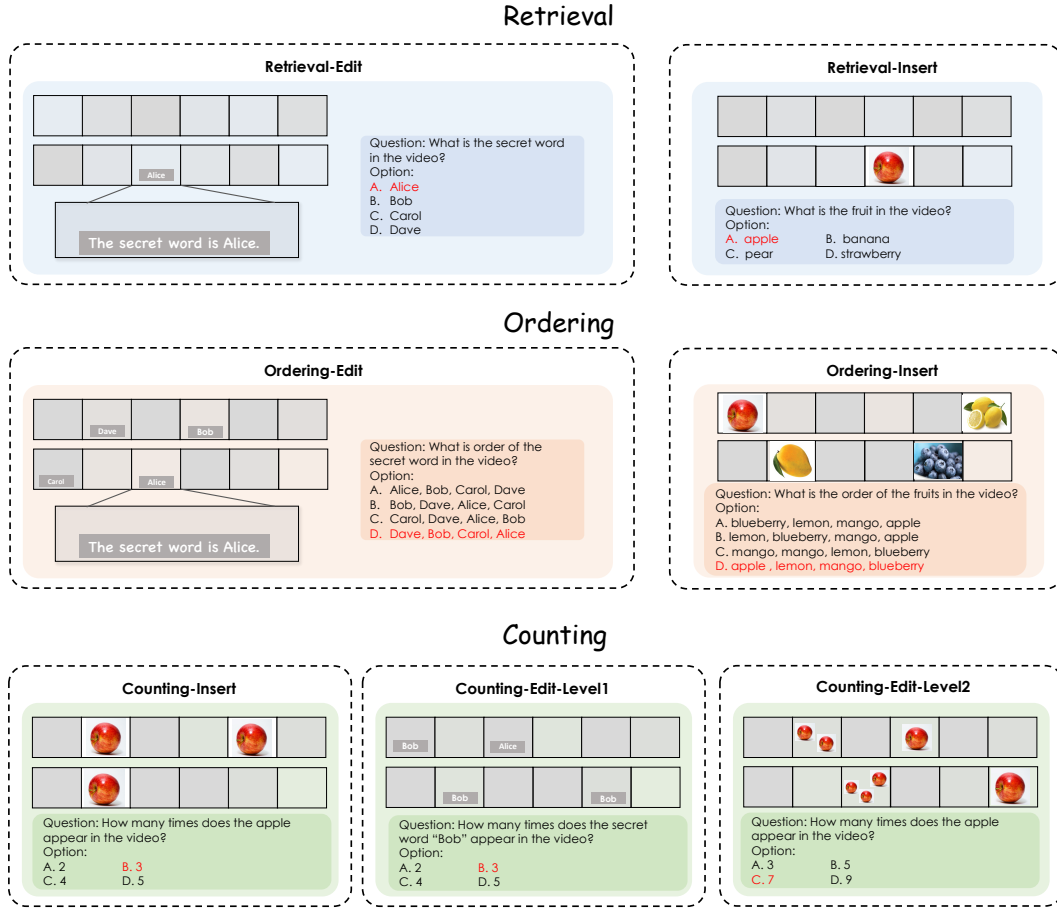 Retrieval
Retrieval-Edit
Alice
The secret word is Alice.
Question: What is the secret word
in the video?
Option:
A. Alice
B. Bob
C. Carol
D. Dave
Retrieval-Insert
Question: What is the fruit in the video?
Option:
A. apple B. banana
C. pear D. strawberry
Ordering
Ordering-Edit
Dave Bob
Carol Alice
The secret word is Alice.
Question: What is order of the
secret word in the video?
Option:
A. Alice, Bob, Carol, Dave
B. Bob, Dave, Alice, Carol
C. Carol, Dave, Alice, Bob
D. Dave, Bob, Carol, Alice
Ordering-Insert
Question: What is the order of the fruits in the video?
Option:
A. blueberry, lemon, mango, apple
B. lemon, blueberry, mango, apple
C. mango, mango, lemon, blueberry
D. apple , lemon, mango, blueberry
Counting
Counting-Insert
Question: How many times does the apple
appear in the video?
Option:
A. 2 B. 3
C. 4 D. 5
Counting-Edit-Level1
Bob Alice
Bob Bob
Question: How many times does the secret
word “Bob” appear in the video?
Option:
A. 2 B. 3
C. 4 D. 5
Counting-Edit-Level2
Question: How many times does the apple
appear in the video?
Option:
A. 3 B. 5
C. 7 D. 9